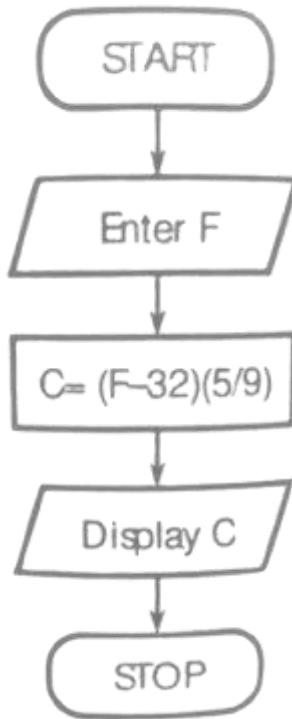 START
Enter F
C= (F–32)(5/9)
Display C
STOP